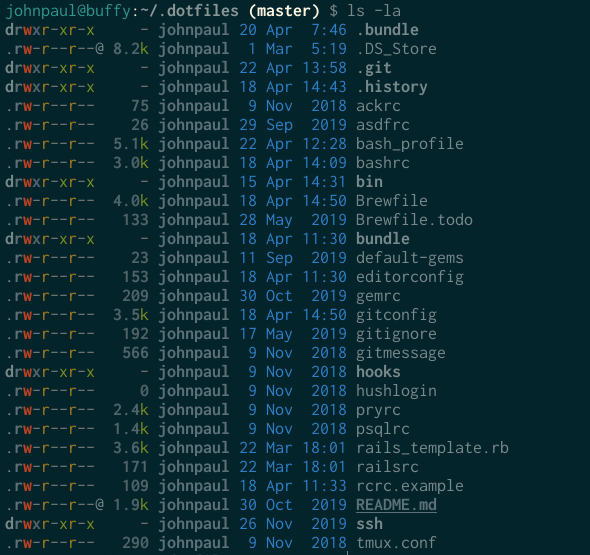 johnpaul@buffy:~/.dotfiles (master) $ ls -la
drwxr-xr-x - johnpaul 20 Apr 7:46 .bundle
.rw-r--r--@ 8.2k johnpaul 1 Mar 5:19 .DS_Store
drwxr-xr-x - johnpaul 22 Apr 13:58 .git
drwxr-xr-x - johnpaul 18 Apr 14:43 .history
.rw-r--r-- 75 johnpaul 9 Nov 2018 ackrc
.rw-r--r-- 26 johnpaul 29 Sep 2019 asdfrc
.rw-r--r-- 5.1k johnpaul 22 Apr 12:28 bash_profile
.rw-r--r-- 3.0k johnpaul 18 Apr 14:09 bashrc
drwxr-xr-x - johnpaul 15 Apr 14:31 bin
.rw-r--r-- 4.0k johnpaul 18 Apr 14:50 Brewfile
.rw-r--r-- 133 johnpaul 28 May 2019 Brewfile.todo
drwxr-xr-x - johnpaul 18 Apr 11:30 bundle
.rw-r--r-- 23 johnpaul 11 Sep 2019 default-gems
.rw-r--r-- 153 johnpaul 18 Apr 11:30 editorconfig
.rw-r--r-- 209 johnpaul 30 Oct 2019 gemrc
.rw-r--r-- 3.5k johnpaul 18 Apr 14:50 gitconfig
.rw-r--r-- 192 johnpaul 17 May 2019 gitignore
.rw-r--r-- 566 johnpaul 9 Nov 2018 gitmessage
drwxr-xr-x - johnpaul 9 Nov 2018 hooks
.rw-r--r-- 0 johnpaul 9 Nov 2018 hushlogin
.rw-r--r-- 2.4k johnpaul 9 Nov 2018 pryrc
.rw-r--r-- 1.4k johnpaul 9 Nov 2018 psqlrc
.rw-r--r-- 3.6k johnpaul 22 Mar 18:01 rails_template.rb
.rw-r--r-- 171 johnpaul 22 Mar 18:01 railsrc
.rw-r--r-- 109 johnpaul 18 Apr 11:33 rcrc.example
.rw-r--r--@ 1.9k johnpaul 30 Oct 2019 README.md
drwxr-xr-x - johnpaul 26 Nov 2019 ssh
.rw-r--r-- 290 johnpaul 9 Nov 2018 tmux.conf